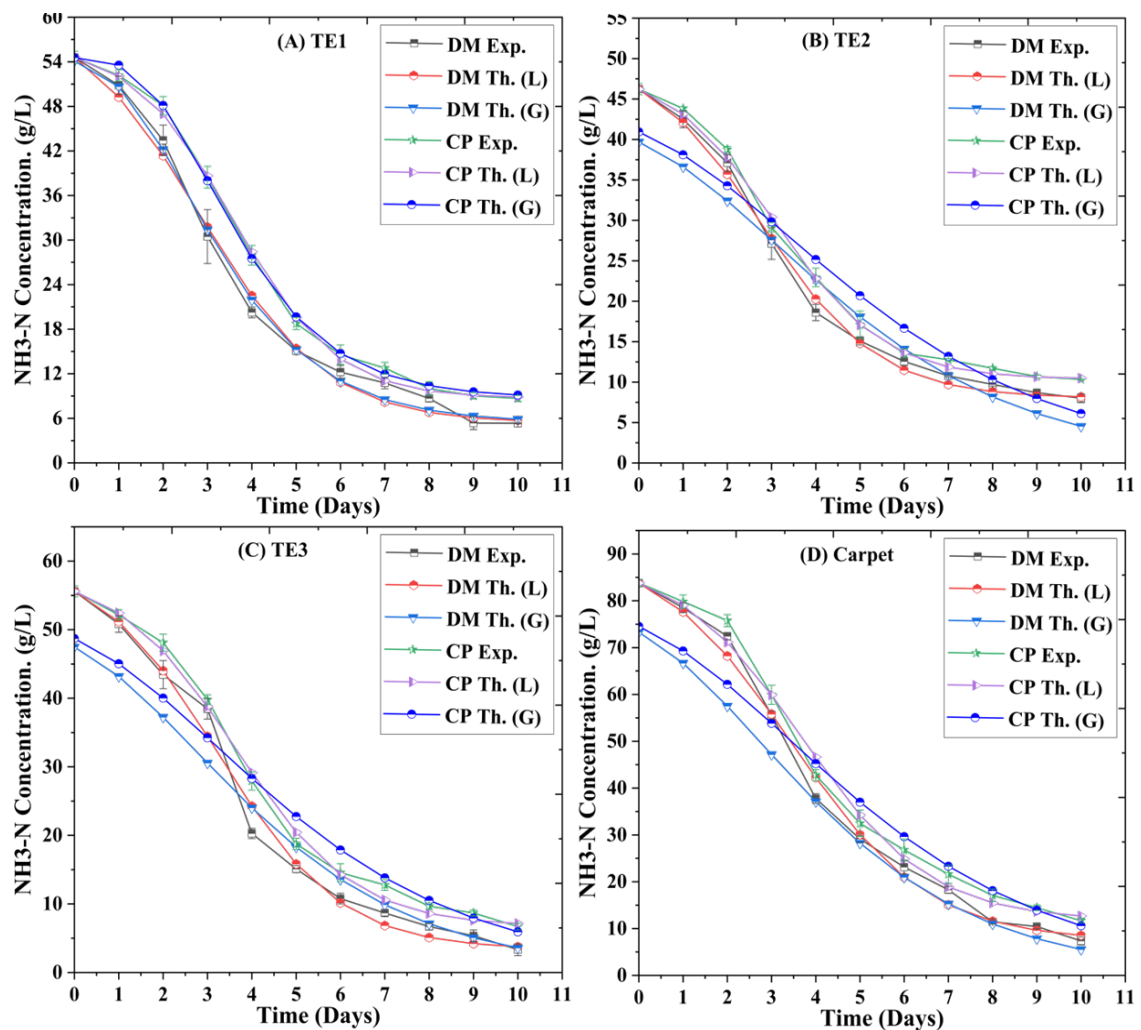 (A) TE1
DM Exp.
DM Th. (L)
DM Th. (G)
CP Exp.
CP Th. (L)
CP Th. (G)
NH3-N Concentration. (g/L)
60
54
48
42
36
30
24
18
12
6
0
0 1 2 3 4 5 6 7 8 9 10 11
Time (Days)
(B) TE2
DM Exp.
DM Th. (L)
DM Th. (G)
CP Exp.
CP Th. (L)
CP Th. (G)
NH3-N Concentration. (g/L)
55
50
45
40
35
30
25
20
15
10
5
0
0 1 2 3 4 5 6 7 8 9 10 11
Time (Days)
(C) TE3
DM Exp.
DM Th. (L)
DM Th. (G)
CP Exp.
CP Th. (L)
CP Th. (G)
NH3-N Concentration. (g/L)
60
50
40
30
20
10
0
0 1 2 3 4 5 6 7 8 9 10 11
Time (Days)
(D) Carpet
DM Exp.
DM Th. (L)
DM Th. (G)
CP Exp.
CP Th. (L)
CP Th. (G)
NH3-N Concentration. (g/L)
90
80
70
60
50
40
30
20
10
0
0 1 2 3 4 5 6 7 8 9 10 11
Time (Days)